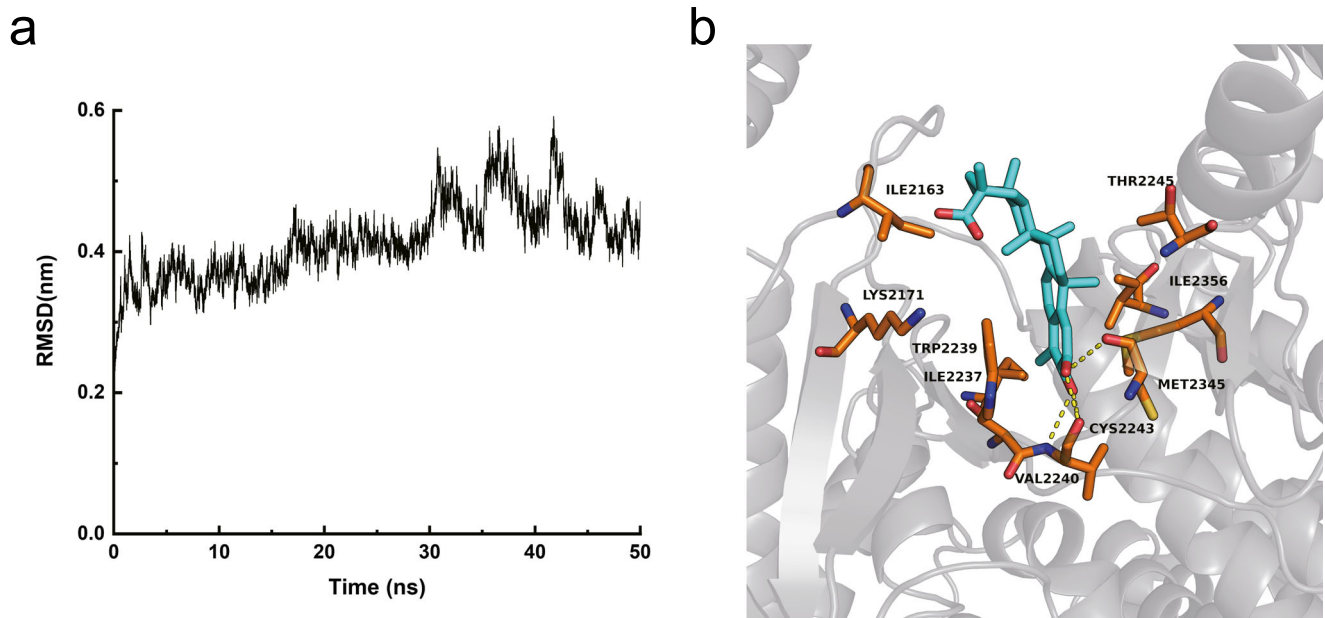 a
b
0.6
0.4
0.2
0.0
RMSD(nm)
0
10
20
30
40
50
Time (ns)
ILE2163
THR2245
LYS2171
ILE2356
TRP2239
ILE2237
MET2345
CYS2243
VAL2240